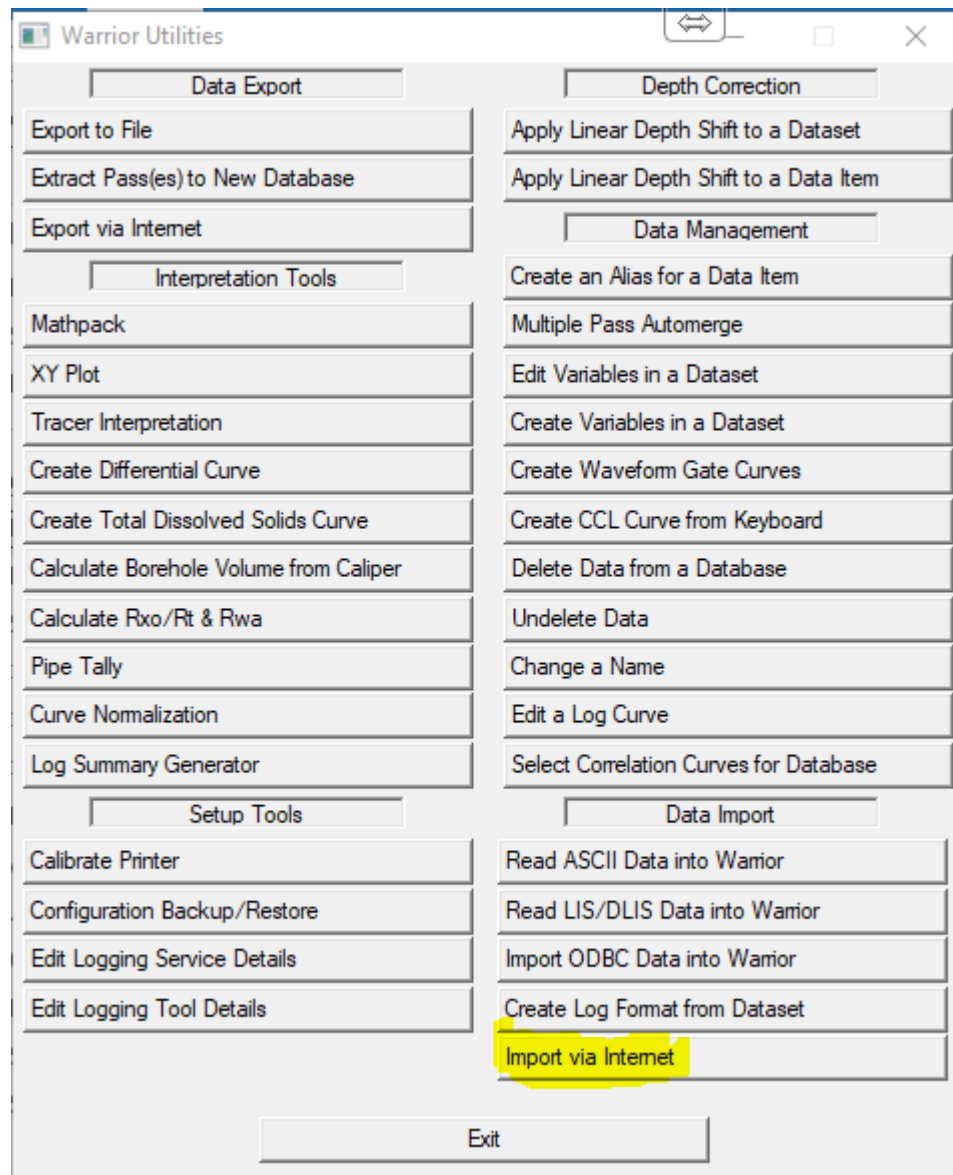 Warrior Utilities
Data Export
Export to File
Extract Pass(es) to New Database
Export via Internet
Interpretation Tools
Mathpack
XY Plot
Tracer Interpretation
Create Differential Curve
Create Total Dissolved Solids Curve
Calculate Borehole Volume from Caliper
Calculate Rxo/Rt & Rwa
Pipe Tally
Curve Normalization
Log Summary Generator
Setup Tools
Calibrate Printer
Configuration Backup/Restore
Edit Logging Service Details
Edit Logging Tool Details
Depth Correction
Apply Linear Depth Shift to a Dataset
Apply Linear Depth Shift to a Data Item
Data Management
Create an Alias for a Data Item
Multiple Pass Automerge
Edit Variables in a Dataset
Create Variables in a Dataset
Create Waveform Gate Curves
Create CCL Curve from Keyboard
Delete Data from a Database
Undelete Data
Change a Name
Edit a Log Curve
Select Correlation Curves for Database
Data Import
Read ASCII Data into Warrior
Read LIS/DLIS Data into Warrior
Import ODBC Data into Warrior
Create Log Format from Dataset
Import via Internet
Exit